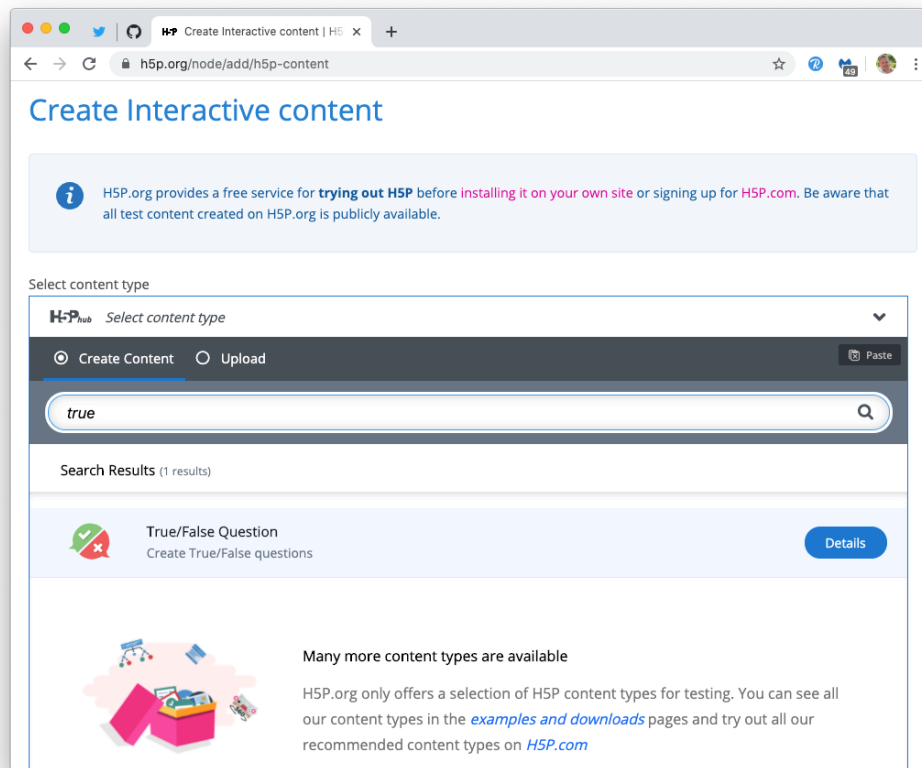 H5P Create Interactive content | H5
h5p.org/node/add/h5p-content
49
Create Interactive content
H5P.org provides a free service for trying out H5P before installing it on your own site or signing up for H5P.com. Be aware that
all test content created on H5P.org is publicly available.
Select content type
H5P hub Select content type
Create Content Upload Paste
true
Search Results (1 results)
True/False Question
Create True/False questions
Details
Many more content types are available
H5P.org only offers a selection of H5P content types for testing. You can see all
our content types in the examples and downloads pages and try out all our
recommended content types on H5P.com